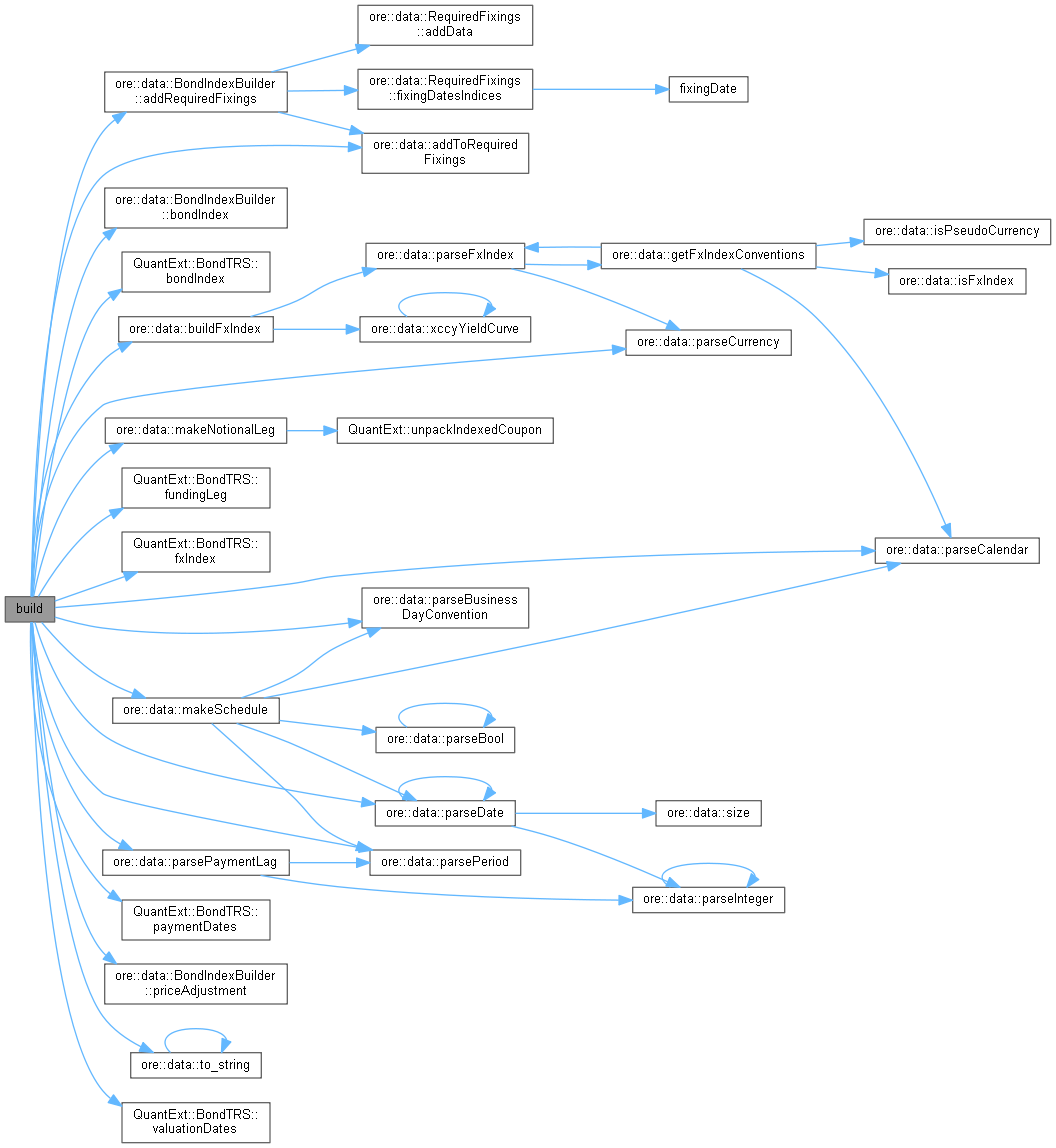 ore::data::RequiredFixings
::addData
ore::data::BondIndexBuilder
::addRequiredFixings
ore::data::RequiredFixings
::fixingDatesIndices
fixingDate
ore::data::addToRequired
Fixings
ore::data::BondIndexBuilder
::bondIndex
ore::data::isPseudoCurrency
ore::data::parseFxIndex
ore::data::getFxIndexConventions
QuantExt::BondTRS::
bondIndex
ore::data::isFxIndex
ore::data::buildFxIndex
ore::data::xccyYieldCurve
ore::data::parseCurrency
ore::data::makeNotionalLeg
QuantExt::unpackIndexedCoupon
QuantExt::BondTRS::
fundingLeg
QuantExt::BondTRS::
fxIndex
ore::data::parseCalendar
build
ore::data::parseBusiness
DayConvention
ore::data::makeSchedule
ore::data::parseBool
ore::data::parseDate
ore::data::size
ore::data::parsePaymentLag
ore::data::parsePeriod
ore::data::parseInteger
QuantExt::BondTRS::
paymentDates
ore::data::BondIndexBuilder
::priceAdjustment
ore::data::to_string
QuantExt::BondTRS::
valuationDates